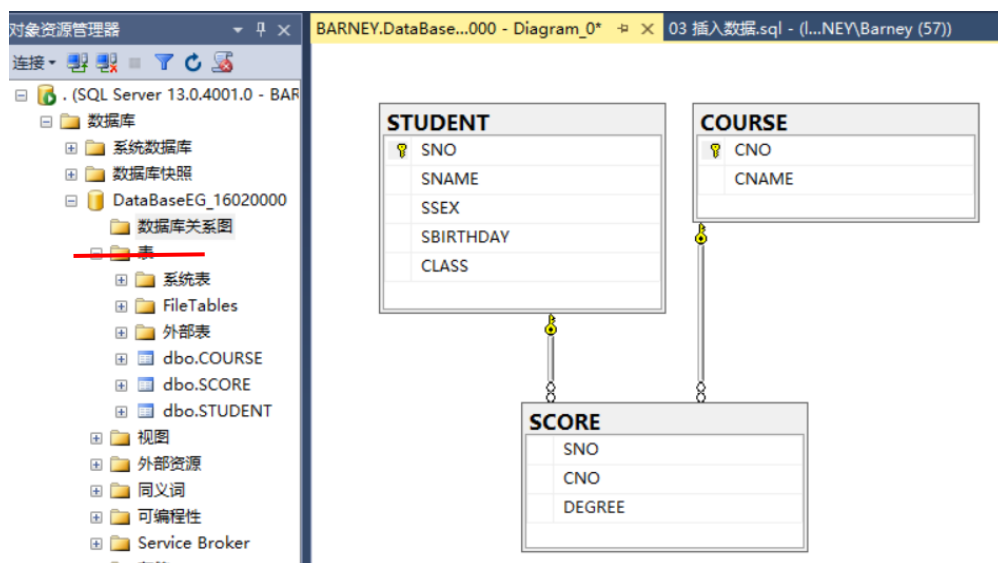 对象资源管理器
连接
. (SQL Server 13.0.4001.0 - BAR
数据库
系统数据库
数据库快照
DataBaseEG_16020000
数据库关系图
表
系统表
FileTables
外部表
dbo.COURSE
dbo.SCORE
dbo.STUDENT
视图
外部资源
同义词
可编程性
Service Broker
BARNEY.DataBase...000 - Diagram_0*
03 插入数据.sql - (l...NEY\Barney (57))
STUDENT
SNO
SNAME
SSEX
SBIRTHDAY
CLASS
COURSE
CNO
CNAME
SCORE
SNO
CNO
DEGREE